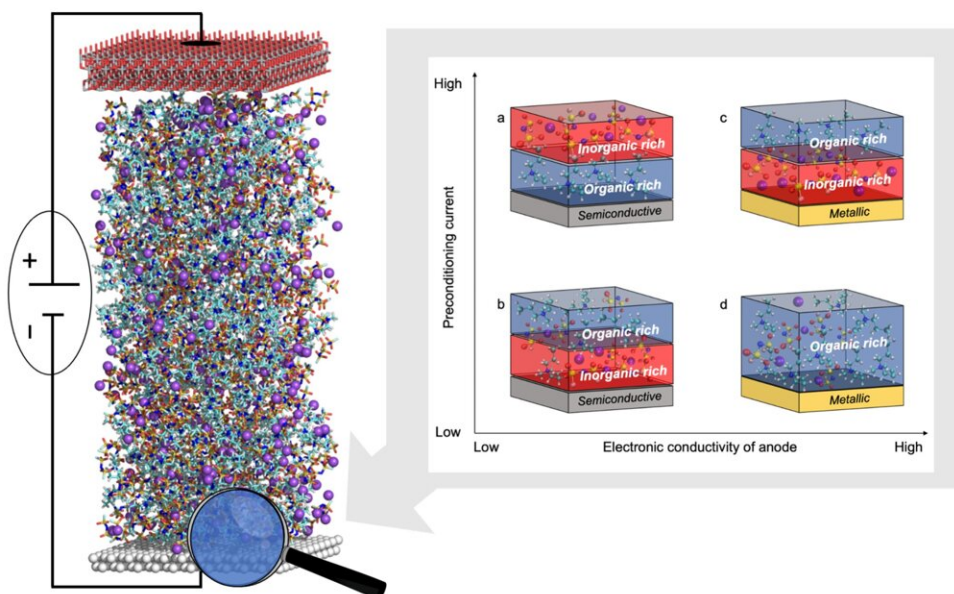 +
−
High
Preconditioning current
Low
a
Inorganic rich
Organic rich
Semiconductive
c
Organic rich
Inorganic rich
Metallic
b
Organic rich
Inorganic rich
Semiconductive
d
Organic rich
Metallic
Low
Electronic conductivity of anode
High